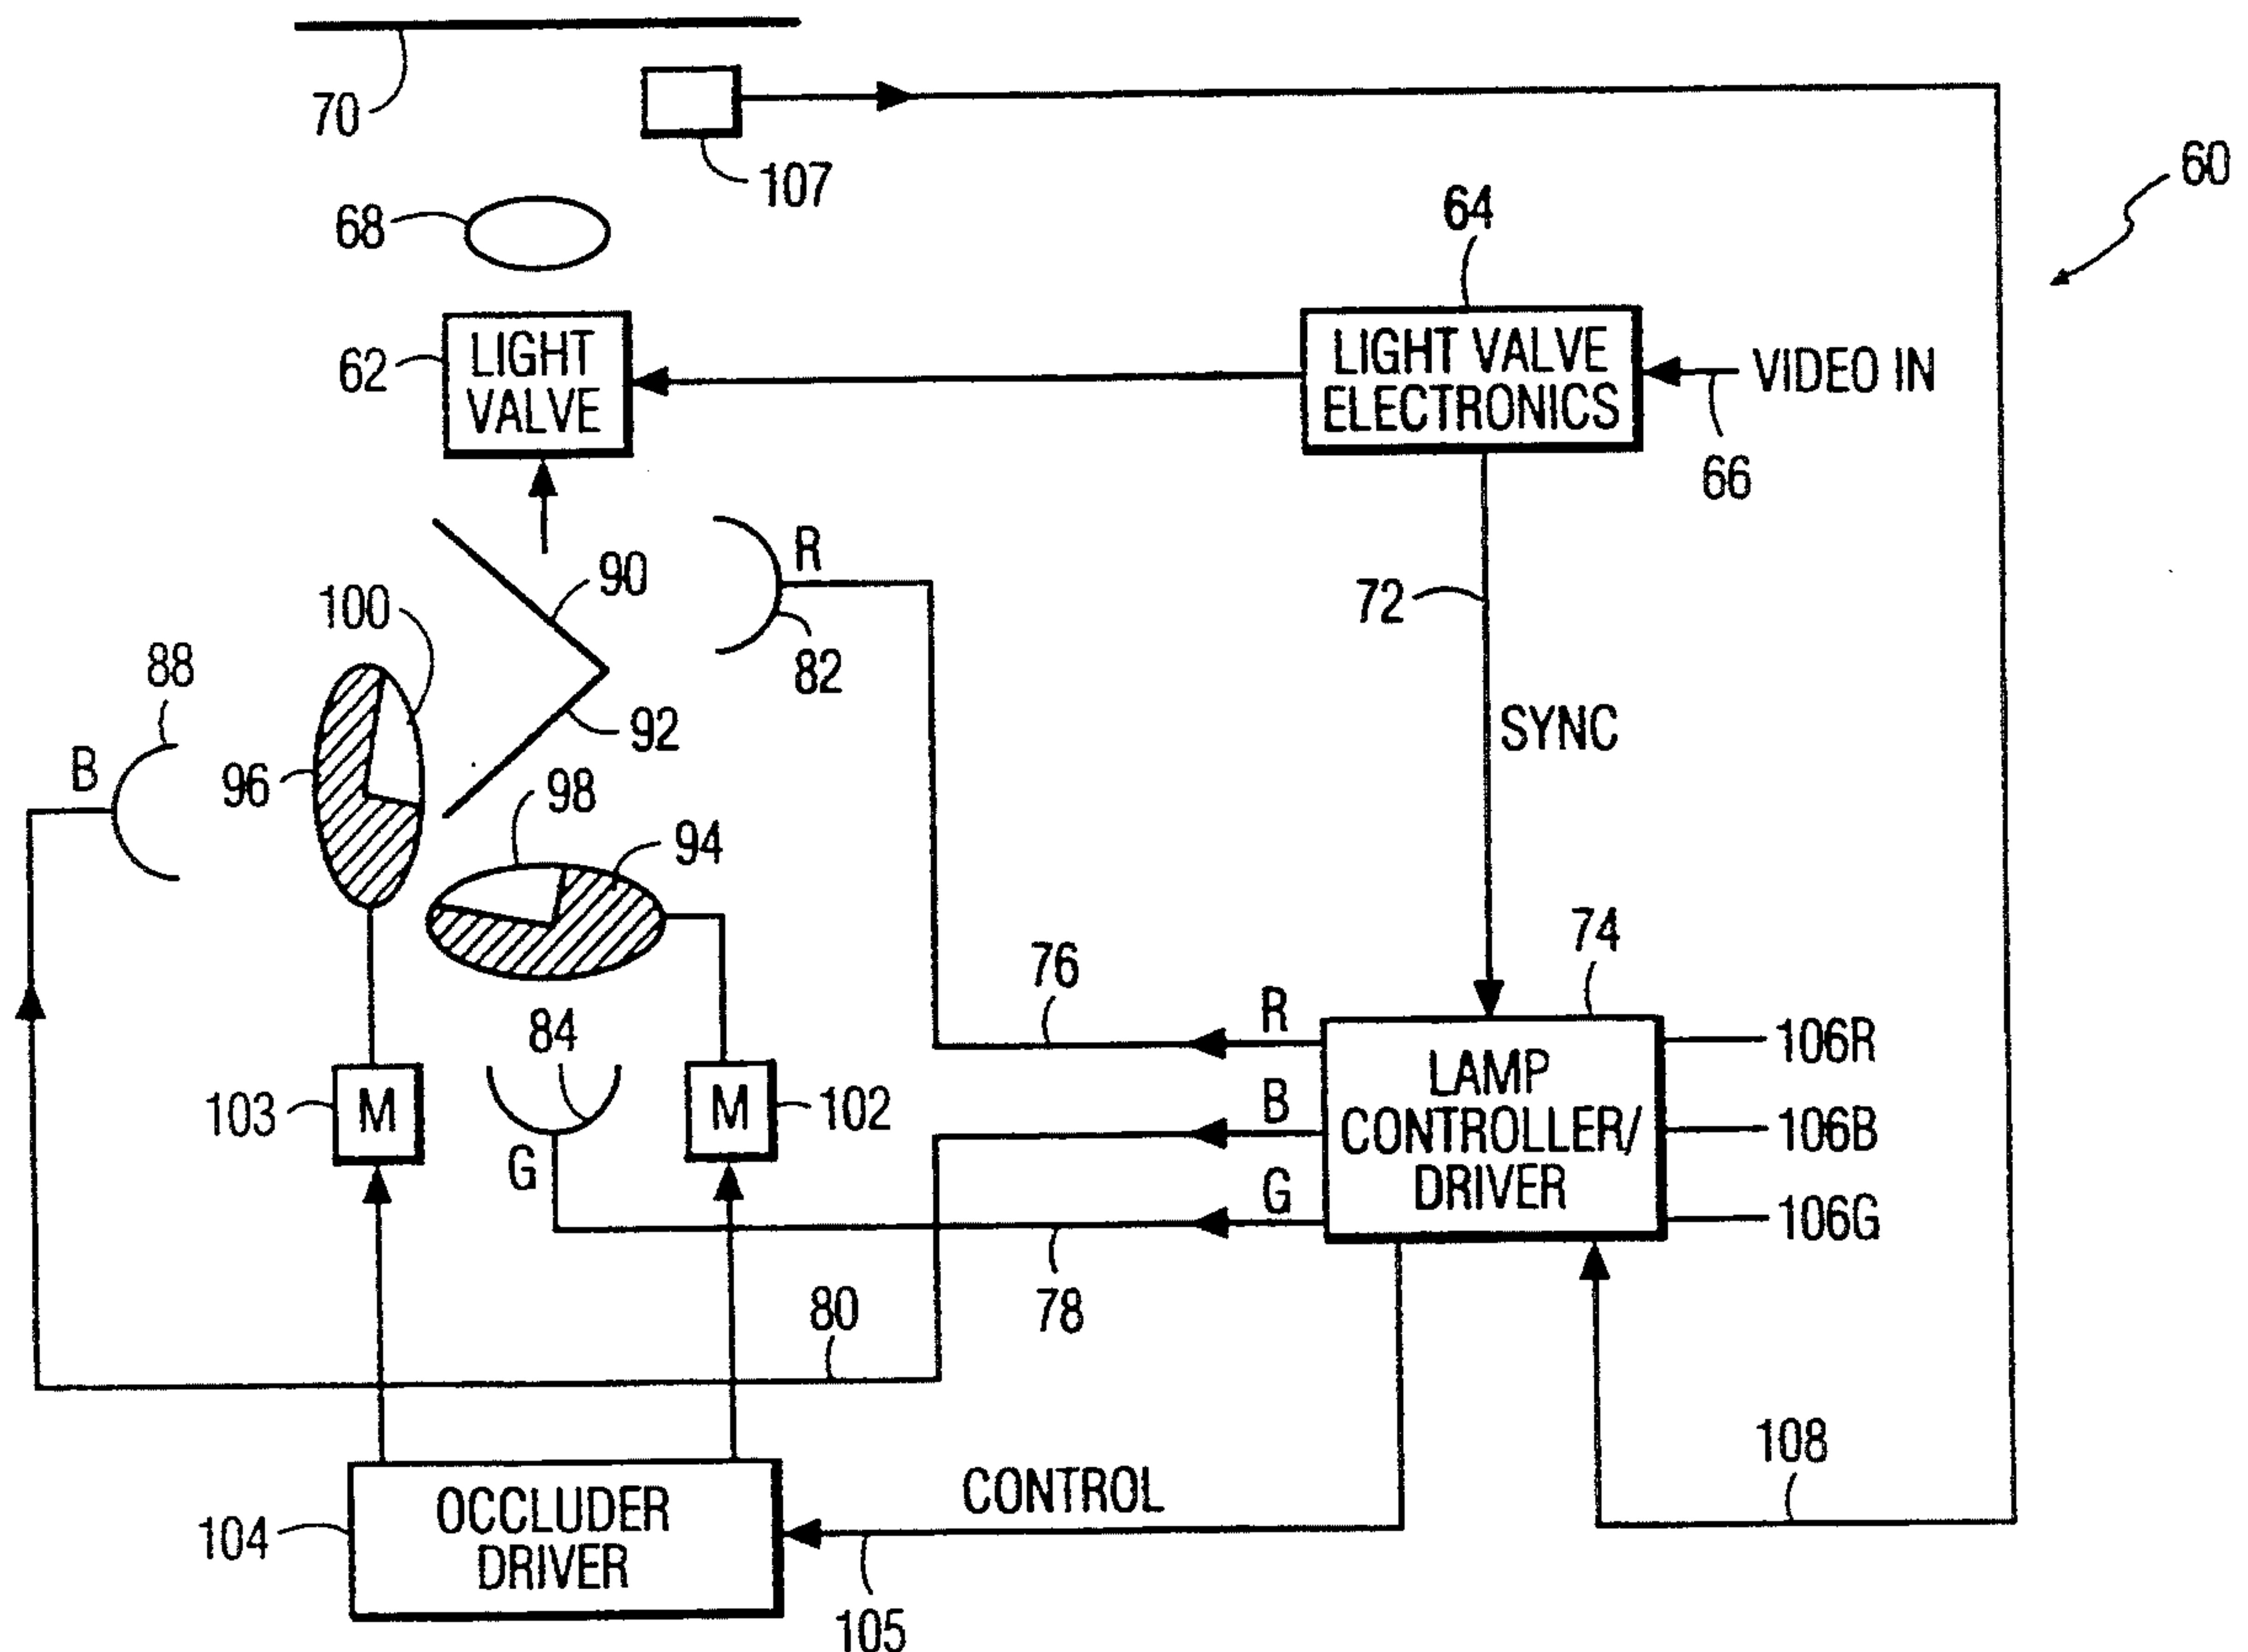 70
107
60
68
64
62
LIGHT
VALVE
LIGHT VALVE
ELECTRONICS
VIDEO IN
66
R
90
100
72
82
88
92
SYNC
B
96
98
94
74
76
84
R
106R
LAMP
CONTROLLER/
DRIVER
B
103
M
M
102
106B
G
G
106G
80
78
108
CONTROL
OCCLUDER
DRIVER
104
105